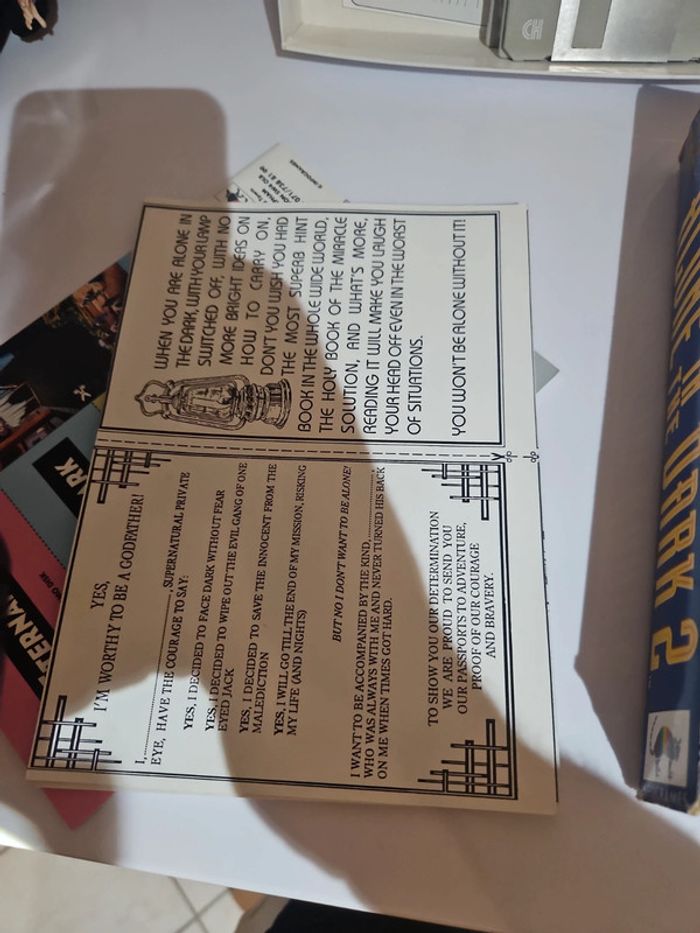 WHEN YOU ARE ALONE IN
THE DARK, WITH YOUR LAMP
SWITCHED OFF, WITH NO
MORE BRIGHT IDEAS ON
HOW TO CARRY ON,
DON'T YOU WISH YOU HAD
THE MOST SUPERB HINT
BOOK IN THE WHOLE WIDE WORLD,
THE HOLY BOOK OF THE MIRACLE
SOLUTION, AND WHAT'S MORE,
READING IT WILL MAKE YOU LAUGH
YOUR HEAD OFF EVEN IN THE WORST
OF SITUATIONS.
YOU WON'T BE ALONE WITHOUT IT!
YES,
I'M WORTHY TO BE A GODFATHER!
I, ........................, SUPERNATURAL PRIVATE
EYE, HAVE THE COURAGE TO SAY:
YES, I DECIDED TO FACE DARK WITHOUT FEAR
YES, I DECIDED TO WIPE OUT THE EVIL GANG OF ONE
EYED JACK
YES, I DECIDED TO SAVE THE INNOCENT FROM THE
MALEDICTION
YES, I WILL GO TILL THE END OF MY MISSION, RISKING
MY LIFE (AND NIGHTS)
BUT NO I DON'T WANT TO BE ALONE!
I WANT TO BE ACCOMPANIED BY THE KIND, ...............,
WHO WAS ALWAYS WITH ME AND NEVER TURNED HIS BACK
ON ME WHEN TIMES GOT HARD.
TO SHOW YOU OUR DETERMINATION
WE ARE PROUD TO SEND YOU
OUR PASSPORTS TO ADVENTURE,
PROOF OF OUR COURAGE
AND BRAVERY.
ALONE IN
THE
DARK 2
ARK
TERNA